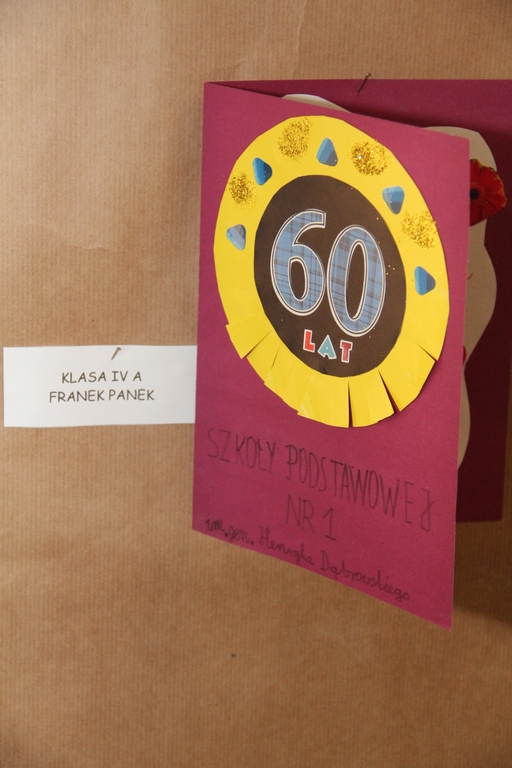 KLASA IV A
FRANEK PANEK
60
LAT
SZKOŁY PODSTAWOWEJ
NR 1
im. gen. Henryka Dąbrowskiego